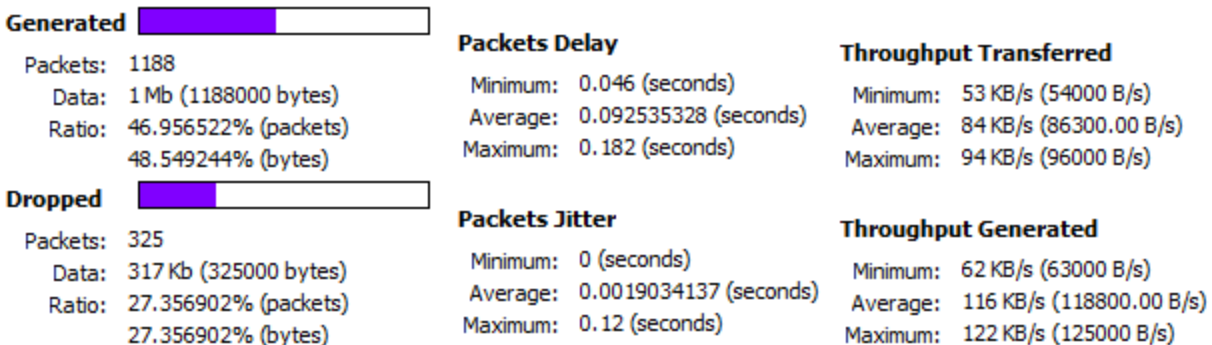 Generated
Packets: 1188
Data: 1 Mb (1188000 bytes)
Ratio: 46.956522% (packets)
48.549244% (bytes)
Dropped
Packets: 325
Data: 317 Kb (325000 bytes)
Ratio: 27.356902% (packets)
27.356902% (bytes)
Packets Delay
Minimum: 0.046 (seconds)
Average: 0.092535328 (seconds)
Maximum: 0.182 (seconds)
Packets Jitter
Minimum: 0 (seconds)
Average: 0.0019034137 (seconds)
Maximum: 0.12 (seconds)
Throughput Transferred
Minimum: 53 KB/s (54000 B/s)
Average: 84 KB/s (86300.00 B/s)
Maximum: 94 KB/s (96000 B/s)
Throughput Generated
Minimum: 62 KB/s (63000 B/s)
Average: 116 KB/s (118800.00 B/s)
Maximum: 122 KB/s (125000 B/s)